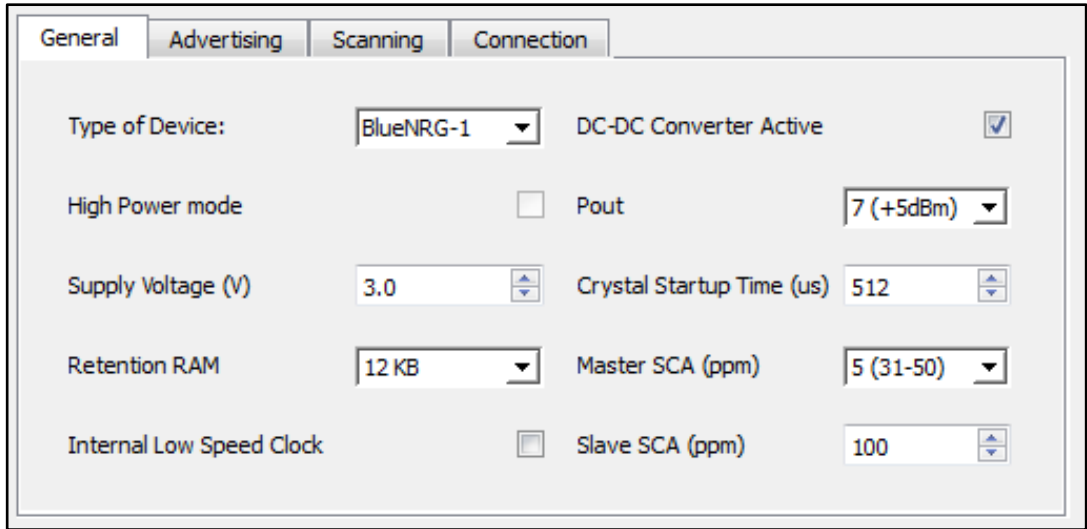 General Advertising Scanning Connection
Type of Device: BlueNRG-1 DC-DC Converter Active
High Power mode Pout 7 (+5dBm)
Supply Voltage (V) 3.0 Crystal Startup Time (us) 512
Retention RAM 12 KB Master SCA (ppm) 5 (31-50)
Internal Low Speed Clock Slave SCA (ppm) 100